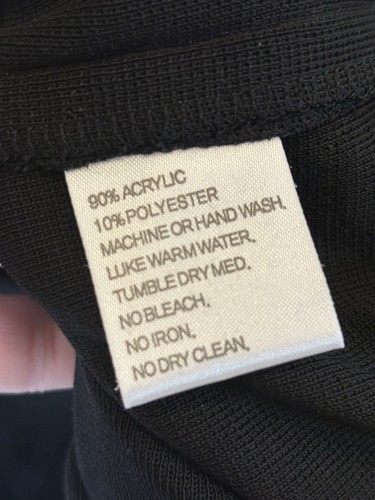 90% ACRYLIC
10% POLYESTER
MACHINE OR HAND WASH.
LUKE WARM WATER.
TUMBLE DRY MED.
NO BLEACH.
NO IRON.
NO DRY CLEAN.